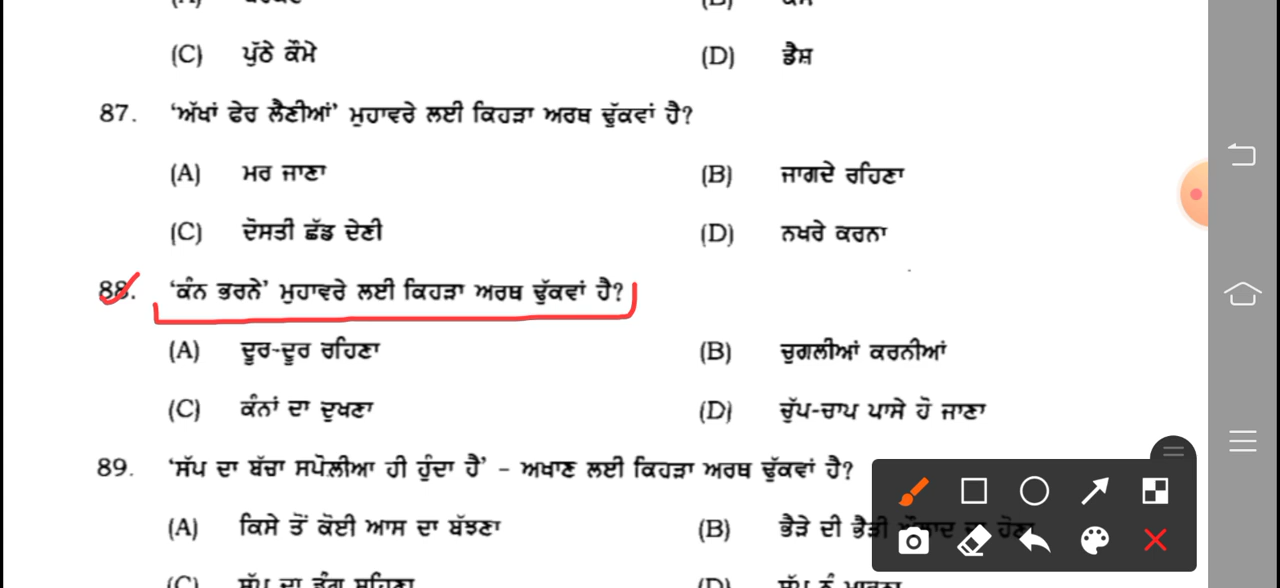 (C) ਪੁੱਠੇ ਕੌਮੇ (D) ਡੈਸ਼
87. ‘ਅੱਖਾਂ ਫੇਰ ਲੈਣੀਆਂ’ ਮੁਹਾਵਰੇ ਲਈ ਕਿਹੜਾ ਅਰਥ ਢੁੱਕਵਾਂ ਹੈ?
(A) ਮਰ ਜਾਣਾ (B) ਜਾਗਦੇ ਰਹਿਣਾ
(C) ਦੋਸਤੀ ਛੱਡ ਦੇਣੀ (D) ਨਖਰੇ ਕਰਨਾ
88. ‘ਕੰਨ ਭਰਨੇ’ ਮੁਹਾਵਰੇ ਲਈ ਕਿਹੜਾ ਅਰਥ ਢੁੱਕਵਾਂ ਹੈ?
(A) ਦੂਰ-ਦੂਰ ਰਹਿਣਾ (B) ਚੁਗਲੀਆਂ ਕਰਨੀਆਂ
(C) ਕੰਨਾਂ ਦਾ ਦੁਖਣਾ (D) ਚੁੱਪ-ਚਾਪ ਪਾਸੇ ਹੋ ਜਾਣਾ
89. ‘ਸੱਪ ਦਾ ਬੱਚਾ ਸਪੋਲੀਆ ਹੀ ਹੁੰਦਾ ਹੈ’ – ਅਖਾਣ ਲਈ ਕਿਹੜਾ ਅਰਥ ਢੁੱਕਵਾਂ ਹੈ?
(A) ਕਿਸੇ ਤੋਂ ਕੋਈ ਆਸ ਦਾ ਬੱਝਣਾ (B) ਭੈੜੇ ਦੀ ਭੈੜੀ